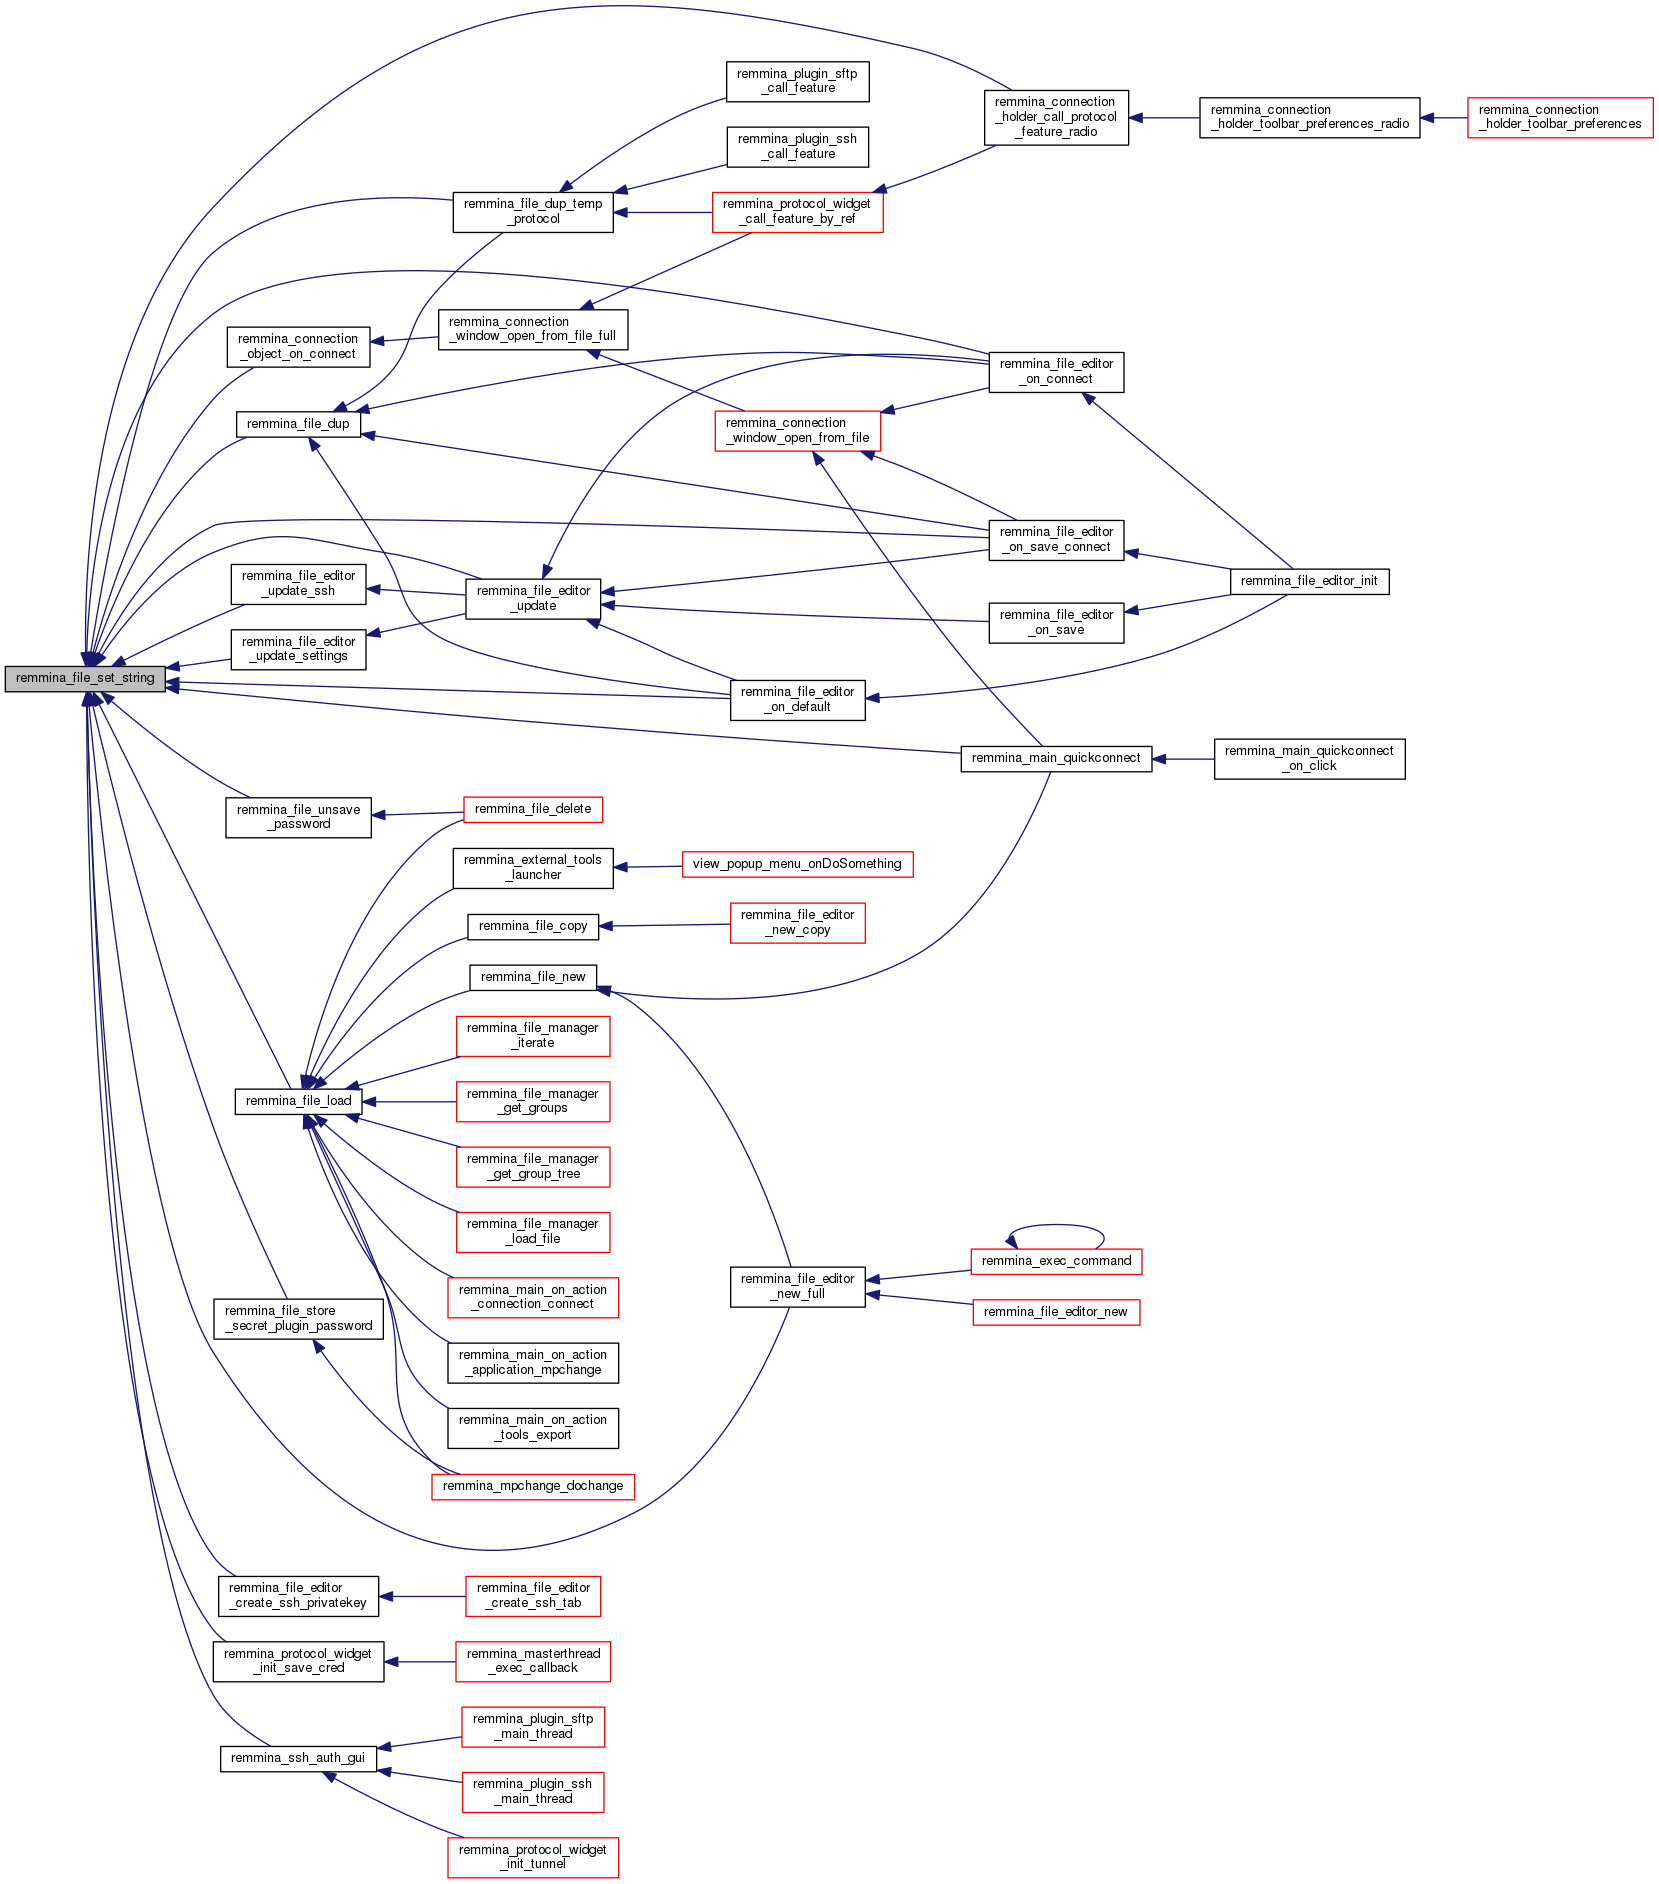 remmina_plugin_sftp
_call_feature
remmina_connection
_holder_call_protocol
_feature_radio
remmina_connection
_holder_toolbar_preferences_radio
remmina_connection
_holder_toolbar_preferences
remmina_plugin_ssh
_call_feature
remmina_file_dup_temp
_protocol
remmina_protocol_widget
_call_feature_by_ref
remmina_connection
_window_open_from_file_full
remmina_connection
_object_on_connect
remmina_file_editor
_on_connect
remmina_file_dup
remmina_connection
_window_open_from_file
remmina_file_editor
_on_save_connect
remmina_file_editor
_update_ssh
remmina_file_editor
_update
remmina_file_editor_init
remmina_file_editor
_on_save
remmina_file_editor
_update_settings
remmina_file_set_string
remmina_file_editor
_on_default
remmina_main_quickconnect
remmina_main_quickconnect
_on_click
remmina_file_unsave
_password
remmina_file_delete
remmina_external_tools
_launcher
view_popup_menu_onDoSomething
remmina_file_copy
remmina_file_editor
_new_copy
remmina_file_new
remmina_file_manager
_iterate
remmina_file_load
remmina_file_manager
_get_groups
remmina_file_manager
_get_group_tree
remmina_file_manager
_load_file
remmina_file_editor
_new_full
remmina_exec_command
remmina_file_editor_new
remmina_main_on_action
_connection_connect
remmina_file_store
_secret_plugin_password
remmina_main_on_action
_application_mpchange
remmina_main_on_action
_tools_export
remmina_mpchange_dochange
remmina_file_editor
_create_ssh_privatekey
remmina_file_editor
_create_ssh_tab
remmina_protocol_widget
_init_save_cred
remmina_masterthread
_exec_callback
remmina_plugin_sftp
_main_thread
remmina_ssh_auth_gui
remmina_plugin_ssh
_main_thread
remmina_protocol_widget
_init_tunnel